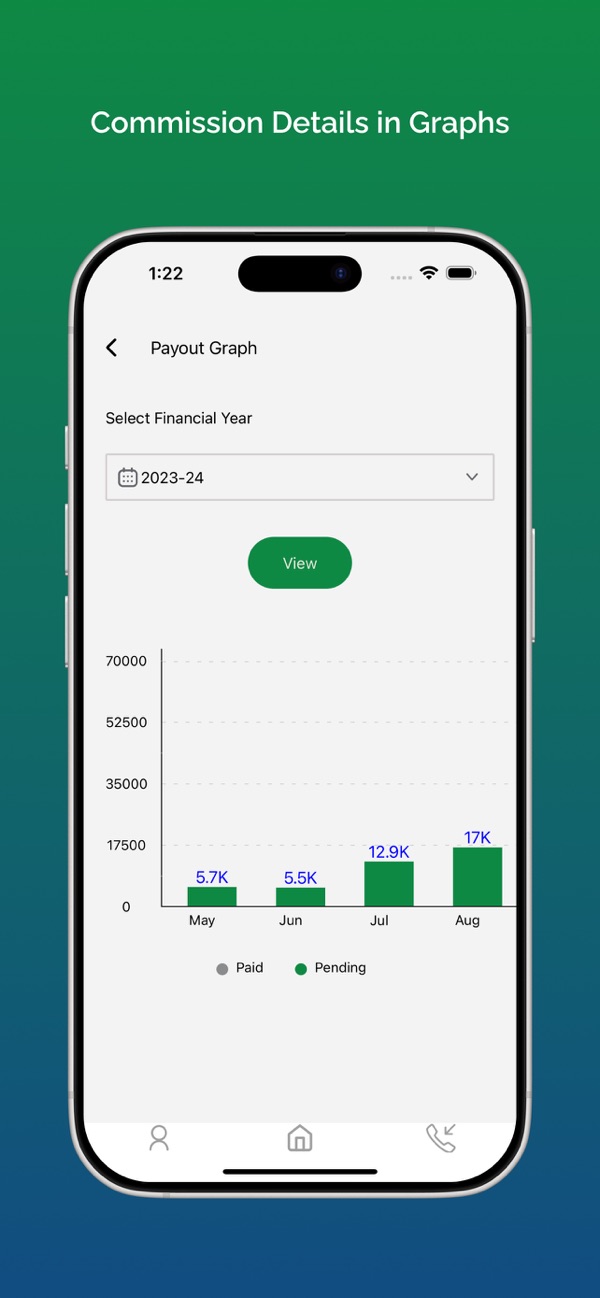 Commission Details in Graphs
1:22
Payout Graph
Select Financial Year
2023-24
View
70000
52500
35000
17500
0
5.7K
5.5K
12.9K
17K
May
Jun
Jul
Aug
Paid
Pending